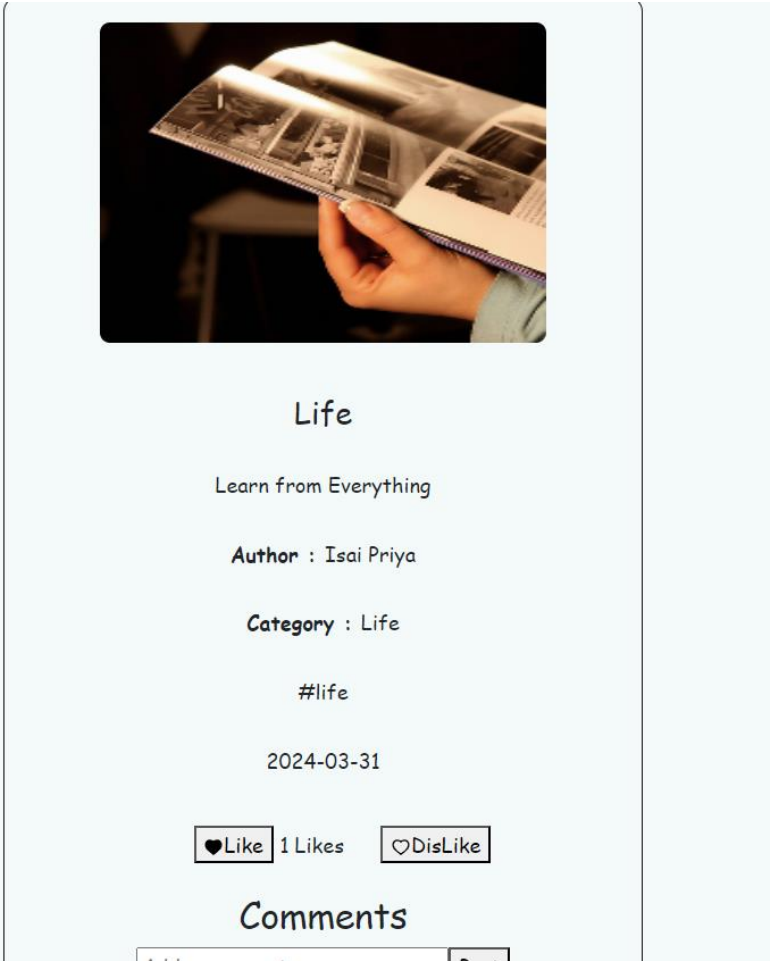 Life
Learn from Everything
Author : Isai Priya
Category : Life
#life
2024-03-31
Like 1 Likes DisLike
Comments